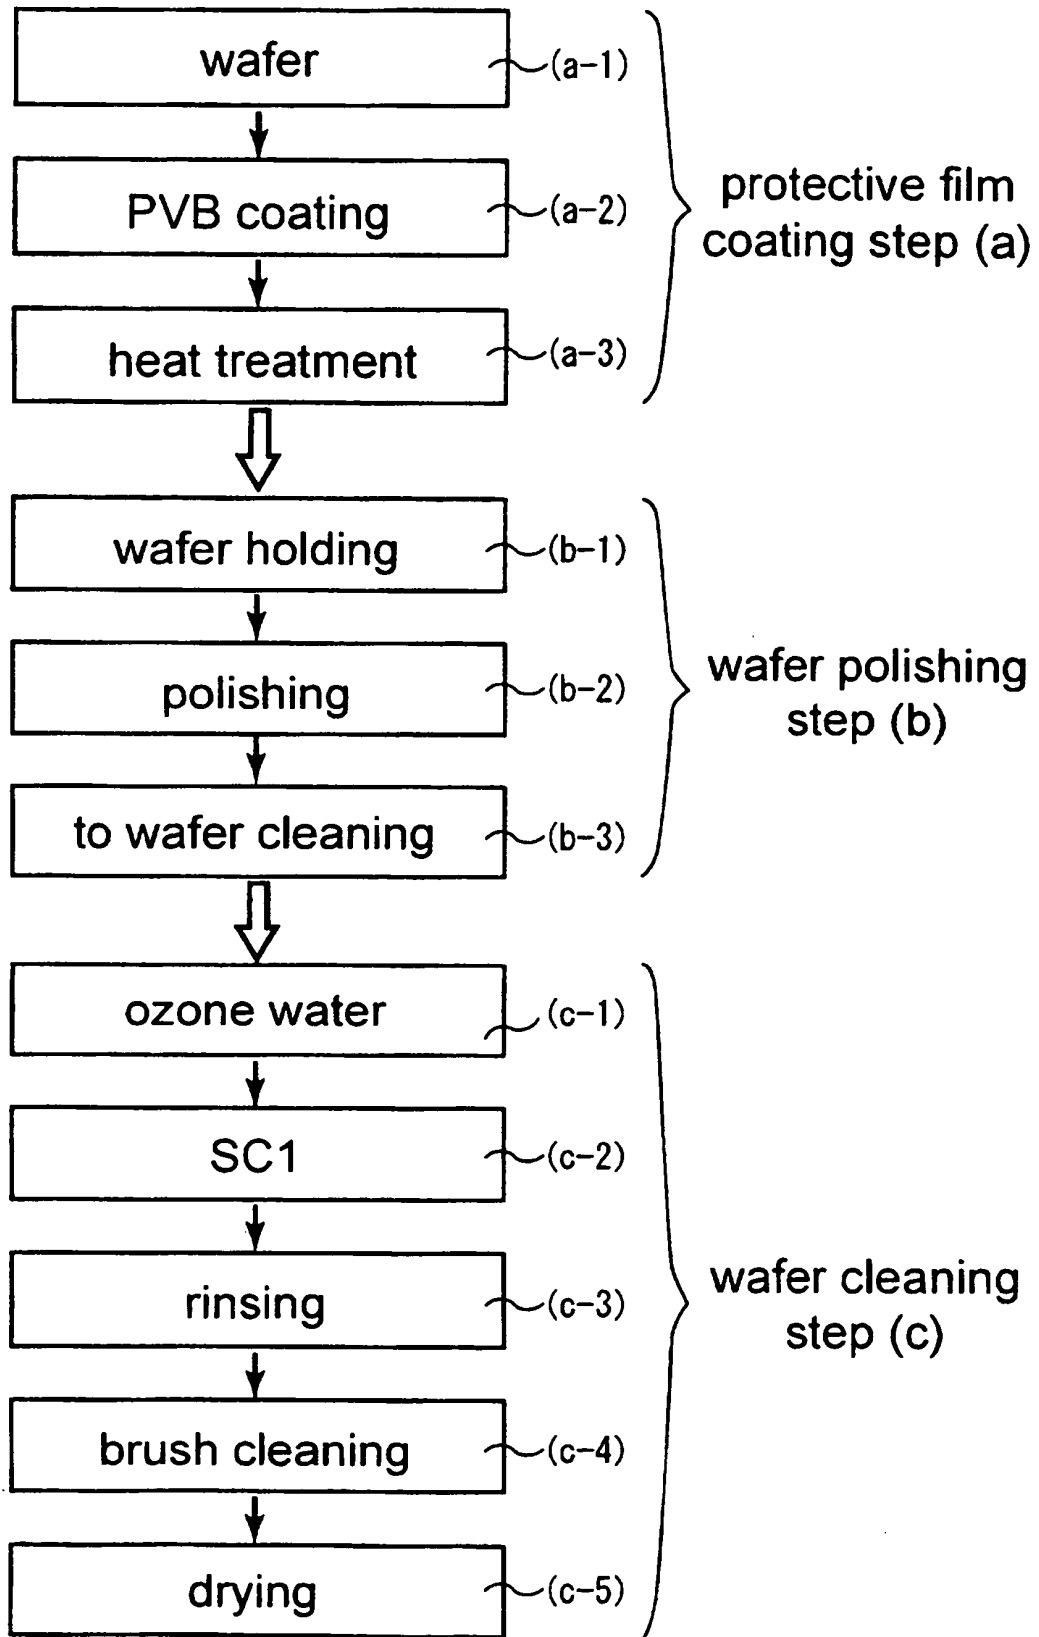 wafer
(a-1)
PVB coating
(a-2)
heat treatment
(a-3)
protective film
coating step (a)
wafer holding
(b-1)
polishing
(b-2)
to wafer cleaning
(b-3)
wafer polishing
step (b)
ozone water
(c-1)
SC1
(c-2)
rinsing
(c-3)
brush cleaning
(c-4)
drying
(c-5)
wafer cleaning
step (c)